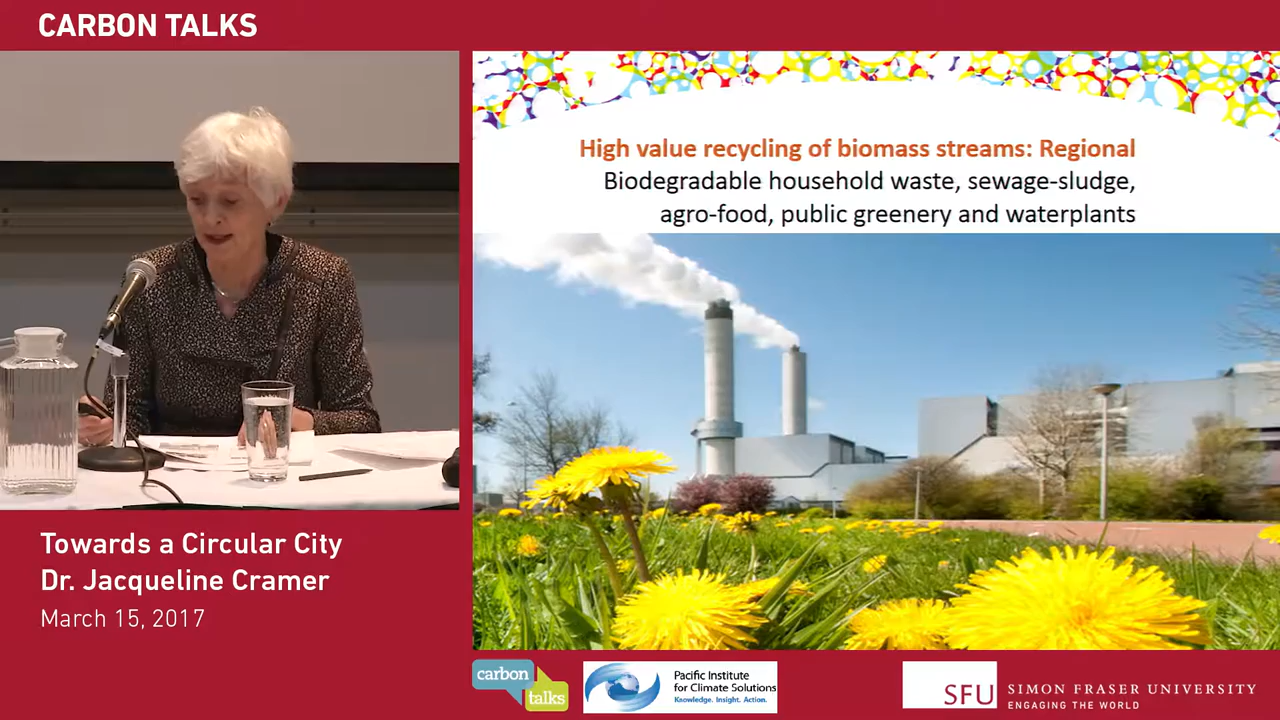 CARBON TALKS
High value recycling of biomass streams: Regional
Biodegradable household waste, sewage-sludge,
agro-food, public greenery and waterplants
Towards a Circular City
Dr. Jacqueline Cramer
March 15, 2017
carbon
talks
Pacific Institute
for Climate Solutions
Knowledge. Insight. Action.
SFU
SIMON FRASER UNIVERSITY
ENGAGING THE WORLD